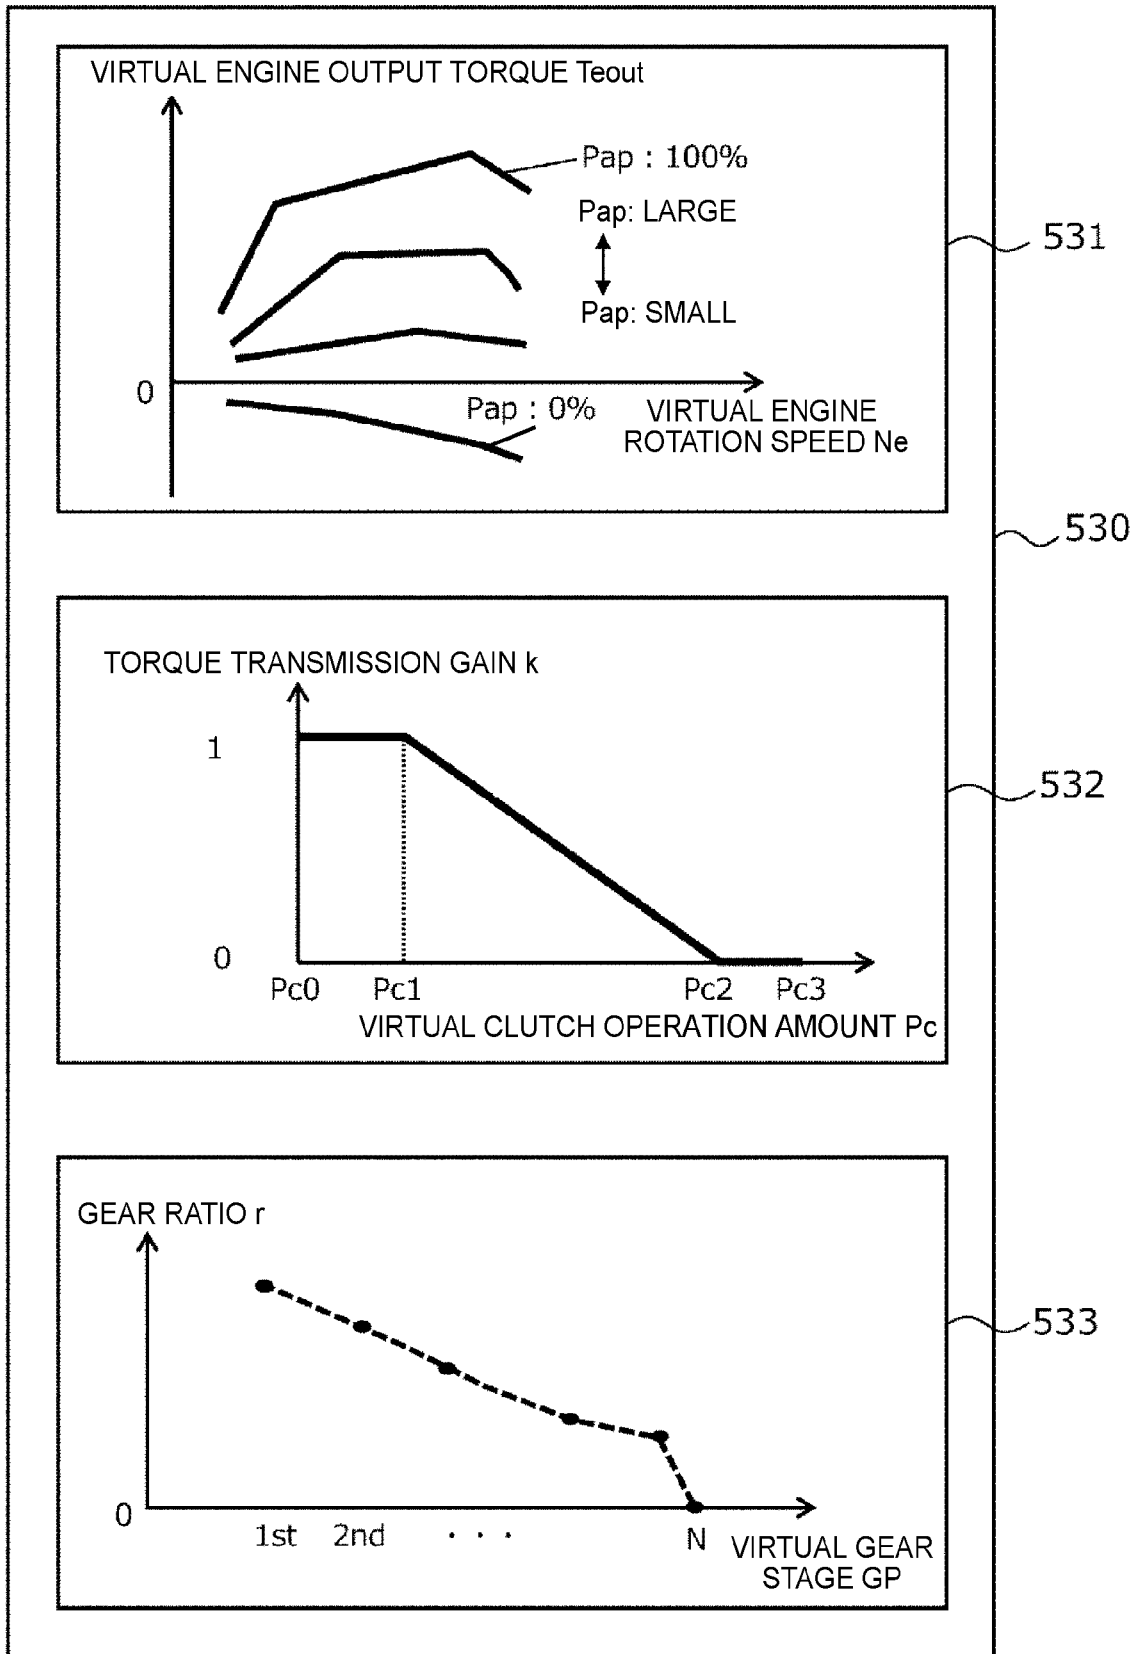 VIRTUAL ENGINE OUTPUT TORQUE Teout
Pap : 100%
Pap: LARGE
531
Pap: SMALL
0
Pap : 0%
VIRTUAL ENGINE
ROTATION SPEED Ne
530
TORQUE TRANSMISSION GAIN k
1
532
0
Pc0 Pc1 Pc2 Pc3
VIRTUAL CLUTCH OPERATION AMOUNT Pc
GEAR RATIO r
533
0
1st 2nd · · · N
VIRTUAL GEAR
STAGE GP